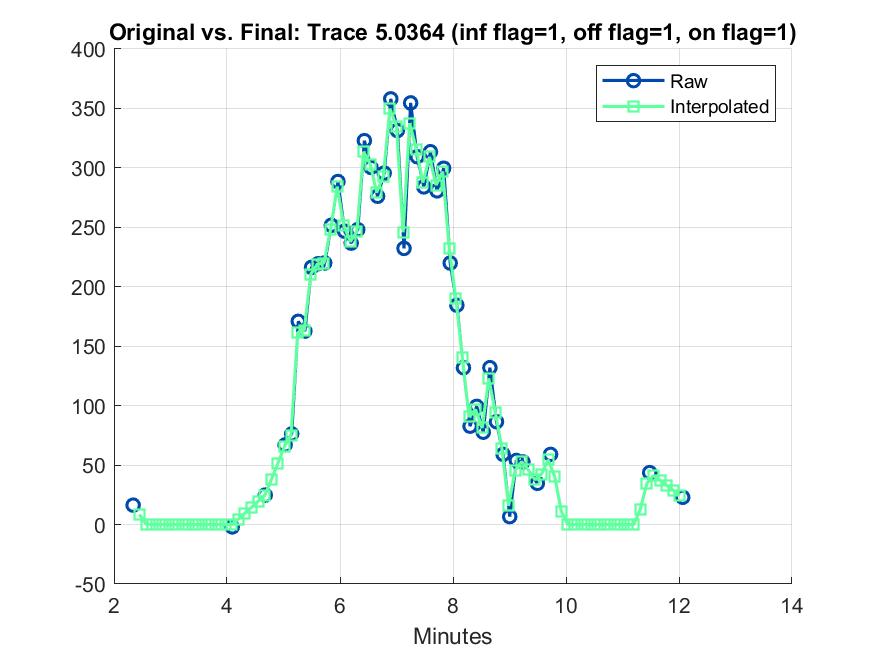 Original vs. Final: Trace 5.0364 (inf flag=1, off flag=1, on flag=1)
400
350
300
250
200
150
100
50
0
-50
Raw
Interpolated
2 4 6 8 10 12 14
Minutes